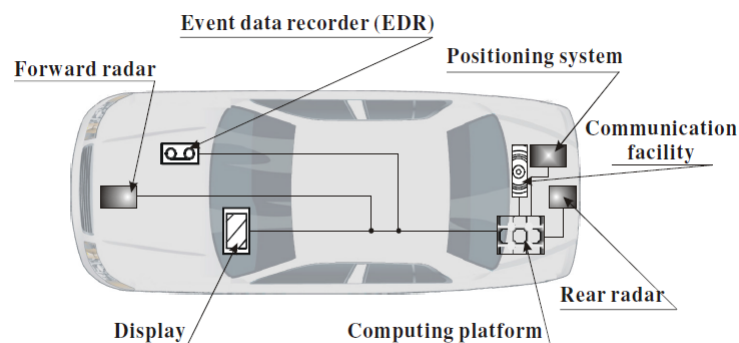 Event data recorder (EDR)
Forward radar
Positioning system
Communication
facility
Rear radar
Display
Computing platform